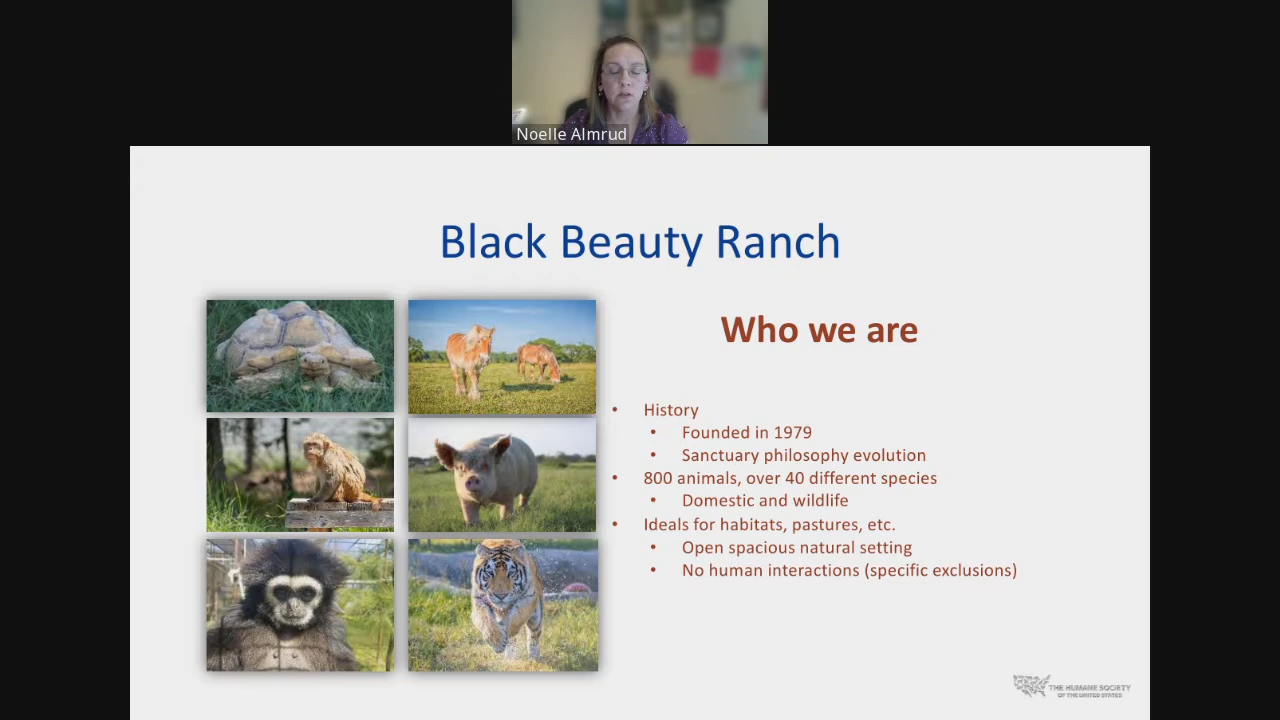 Noelle Almrud
Black Beauty Ranch
Who we are
• History
• Founded in 1979
• Sanctuary philosophy evolution
• 800 animals, over 40 different species
• Domestic and wildlife
• Ideals for habitats, pastures, etc.
• Open spacious natural setting
• No human interactions (specific exclusions)
THE HUMANE SOCIETY
OF THE UNITED STATES